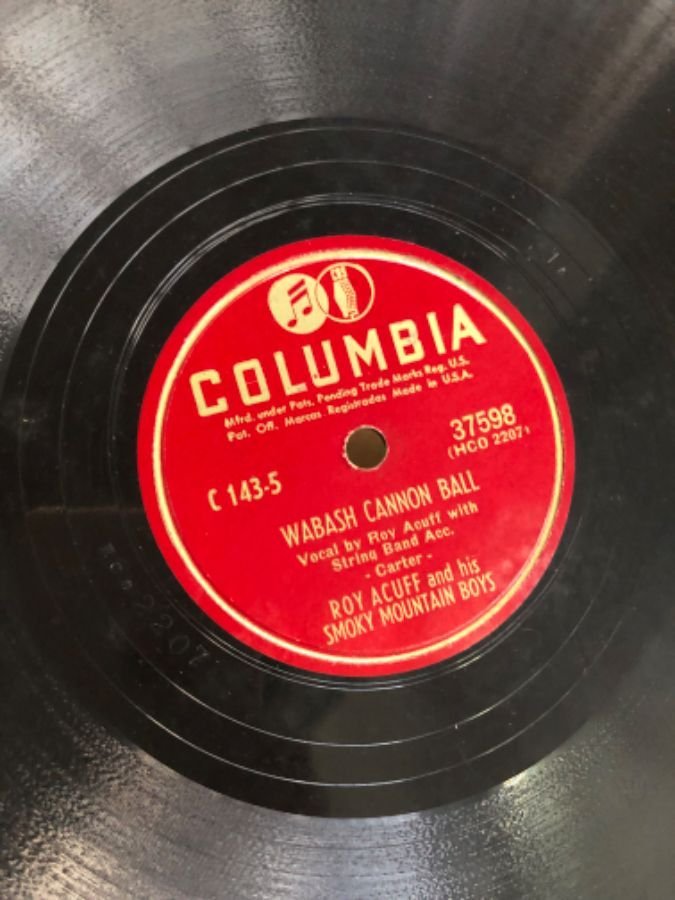 COLUMBIA
Mfrd. under Pats. Pending Trade Marks Reg. U.S.
Pat. Off. Marcas Registradas Made in U.S.A.
37598
(HCO 2207)
C 143-5
WABASH CANNON BALL
Vocal by Roy Acuff with
String Band Acc.
- Carter -
ROY ACUFF and his
SMOKY MOUNTAIN BOYS
HCO 2207